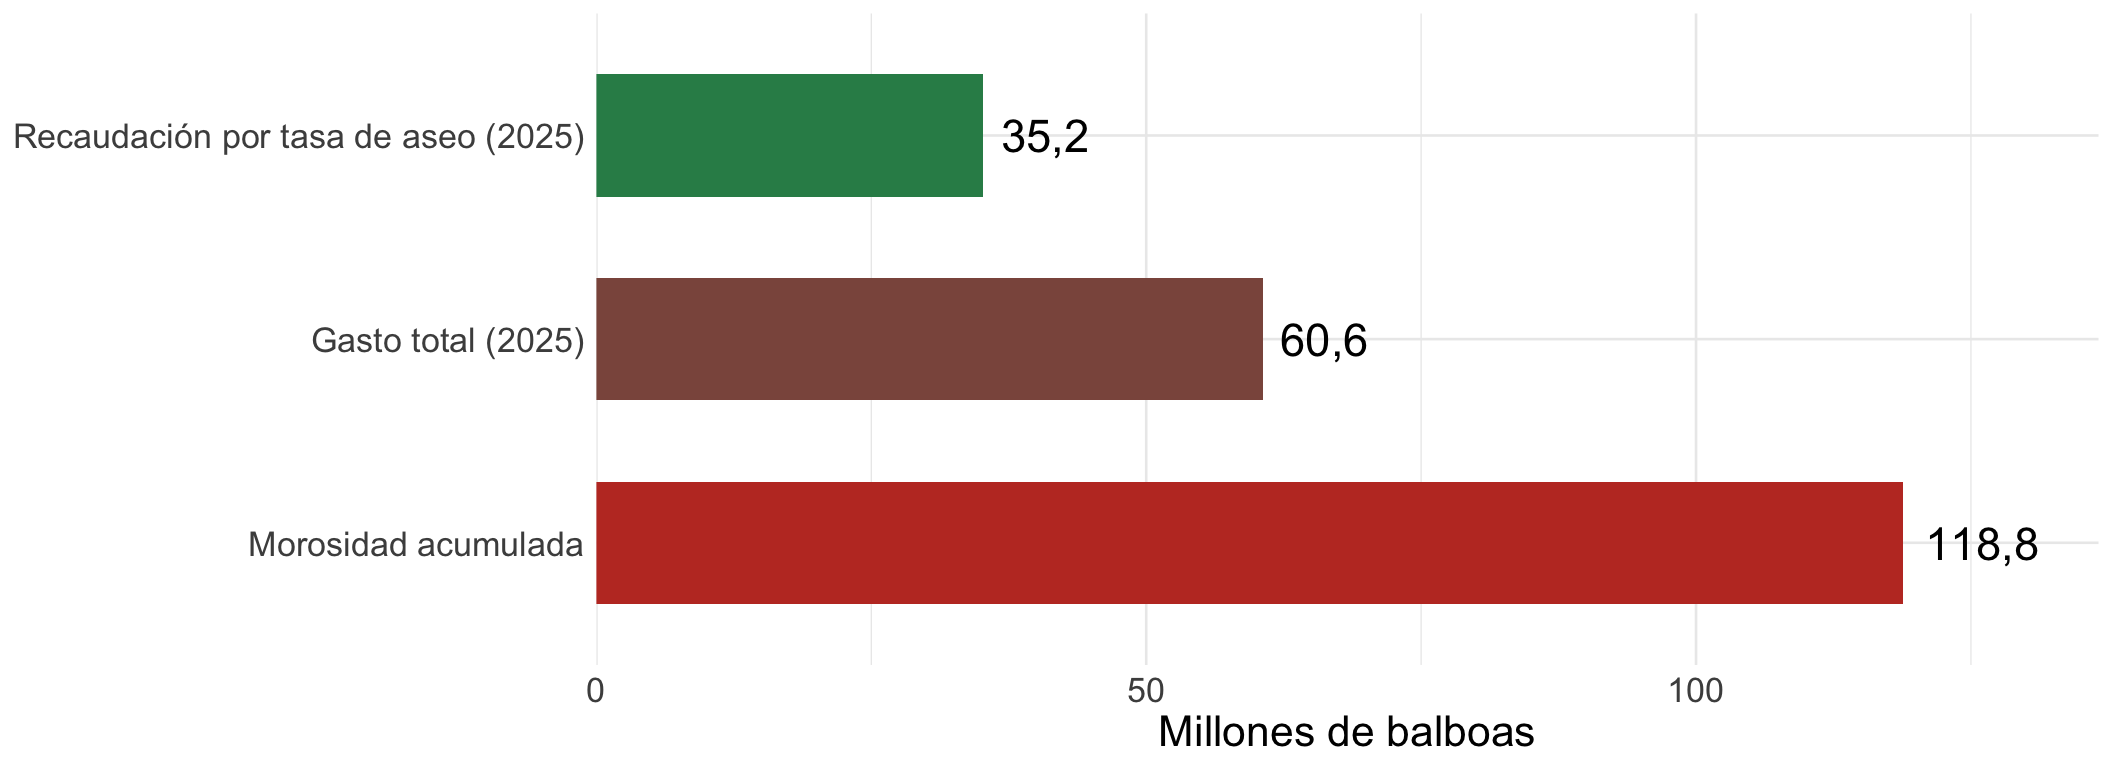 Recaudación por tasa de aseo (2025)
35,2
Gasto total (2025)
60,6
Morosidad acumulada
118,8
0
50
100
Millones de balboas